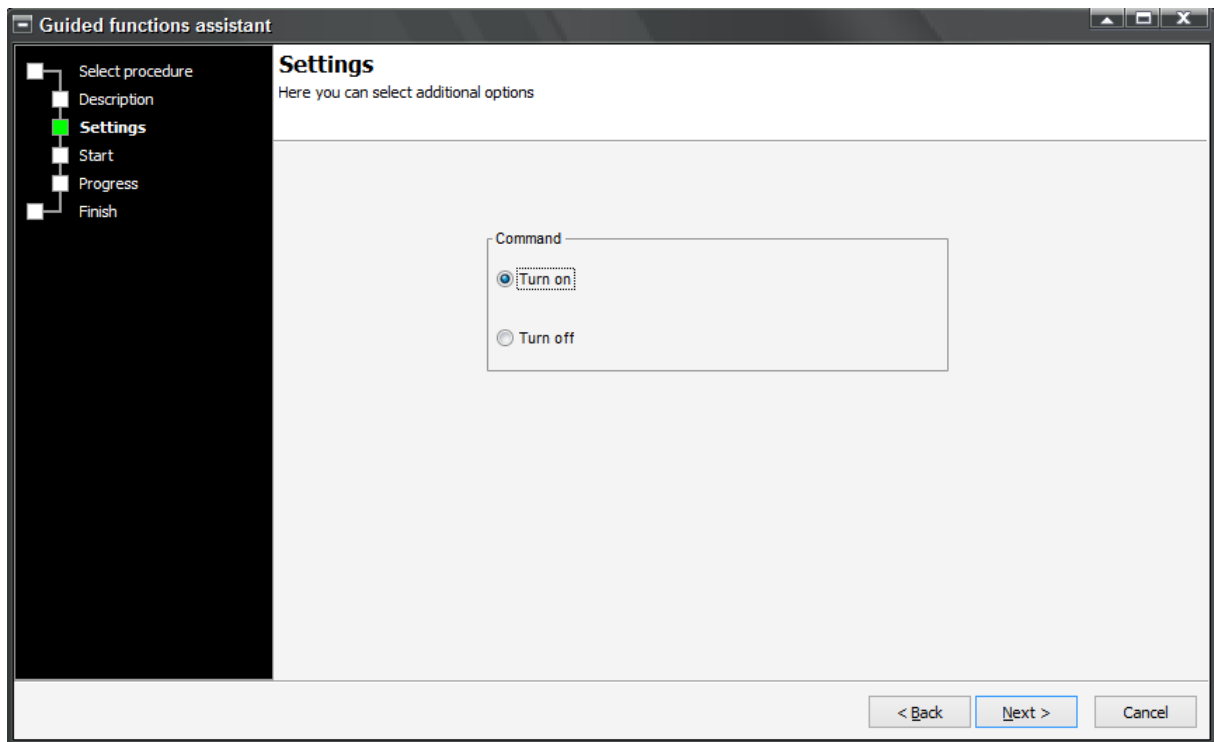 Guided functions assistant
Select procedure
Description
Settings
Start
Progress
Finish
Settings
Here you can select additional options
Command
Turn on
Turn off
< Back
Next >
Cancel